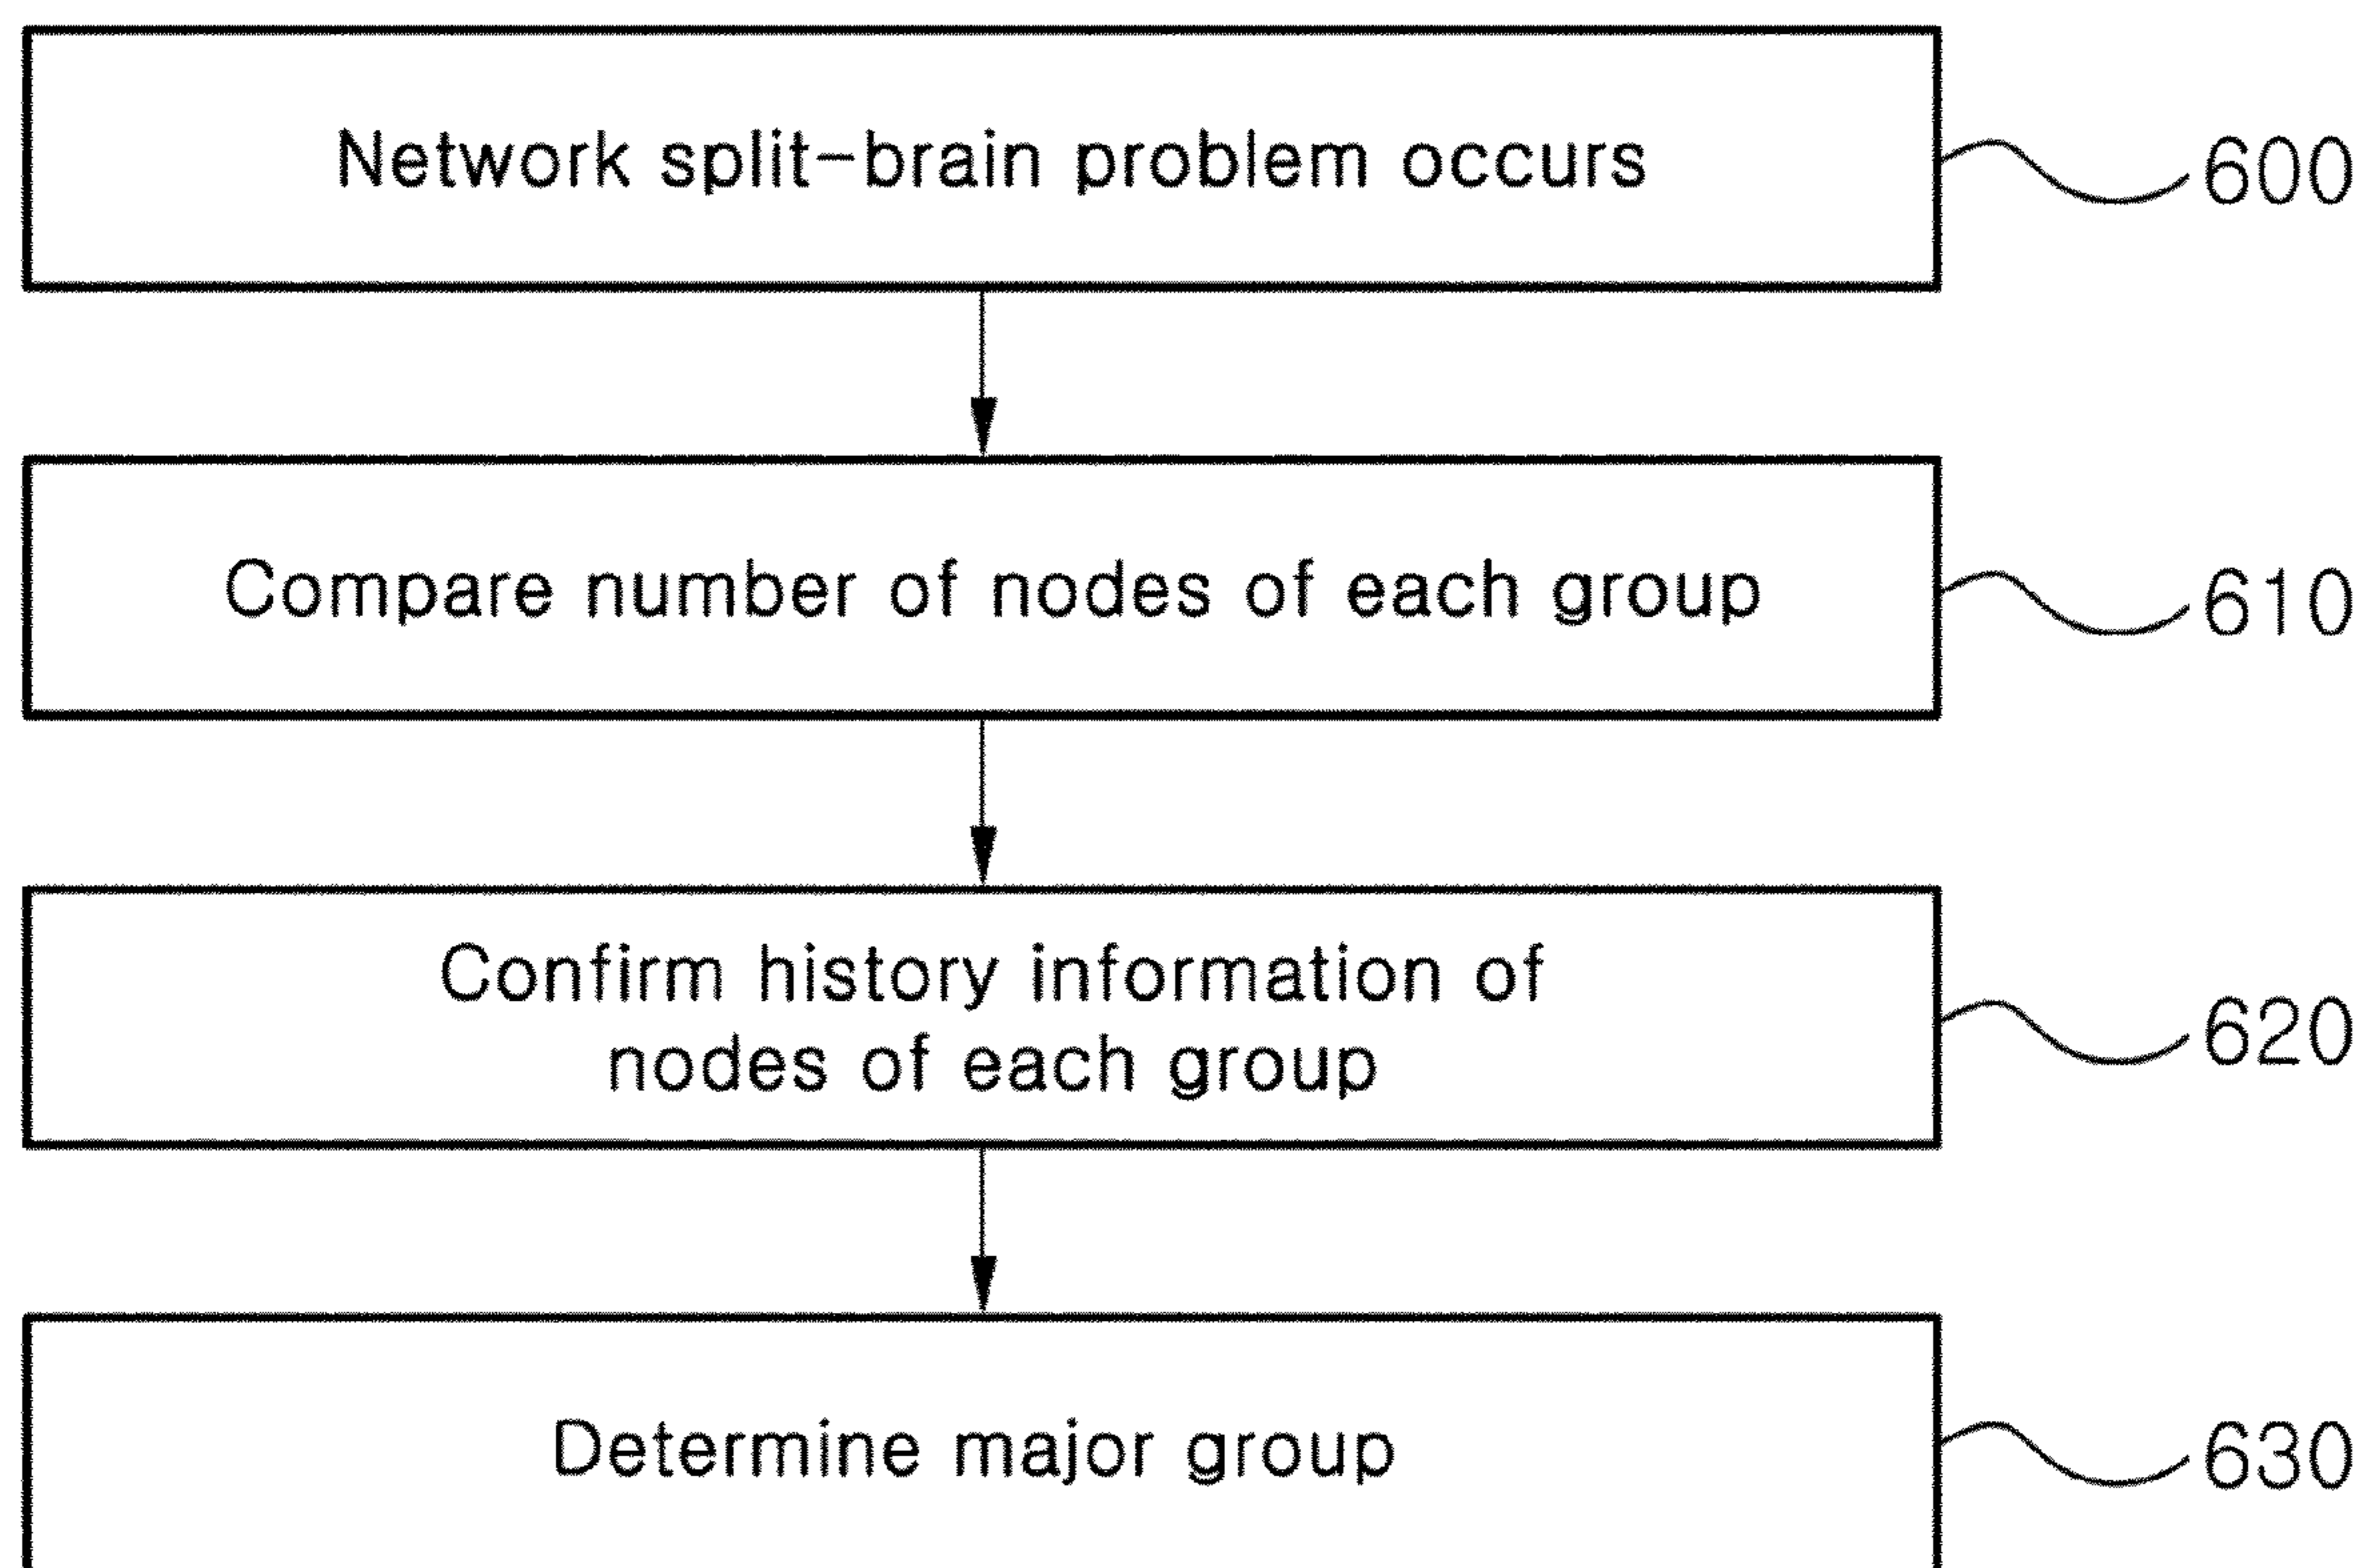 Network split-brain problem occurs
600
Compare number of nodes of each group
610
Confirm history information of
nodes of each group
620
Determine major group
630